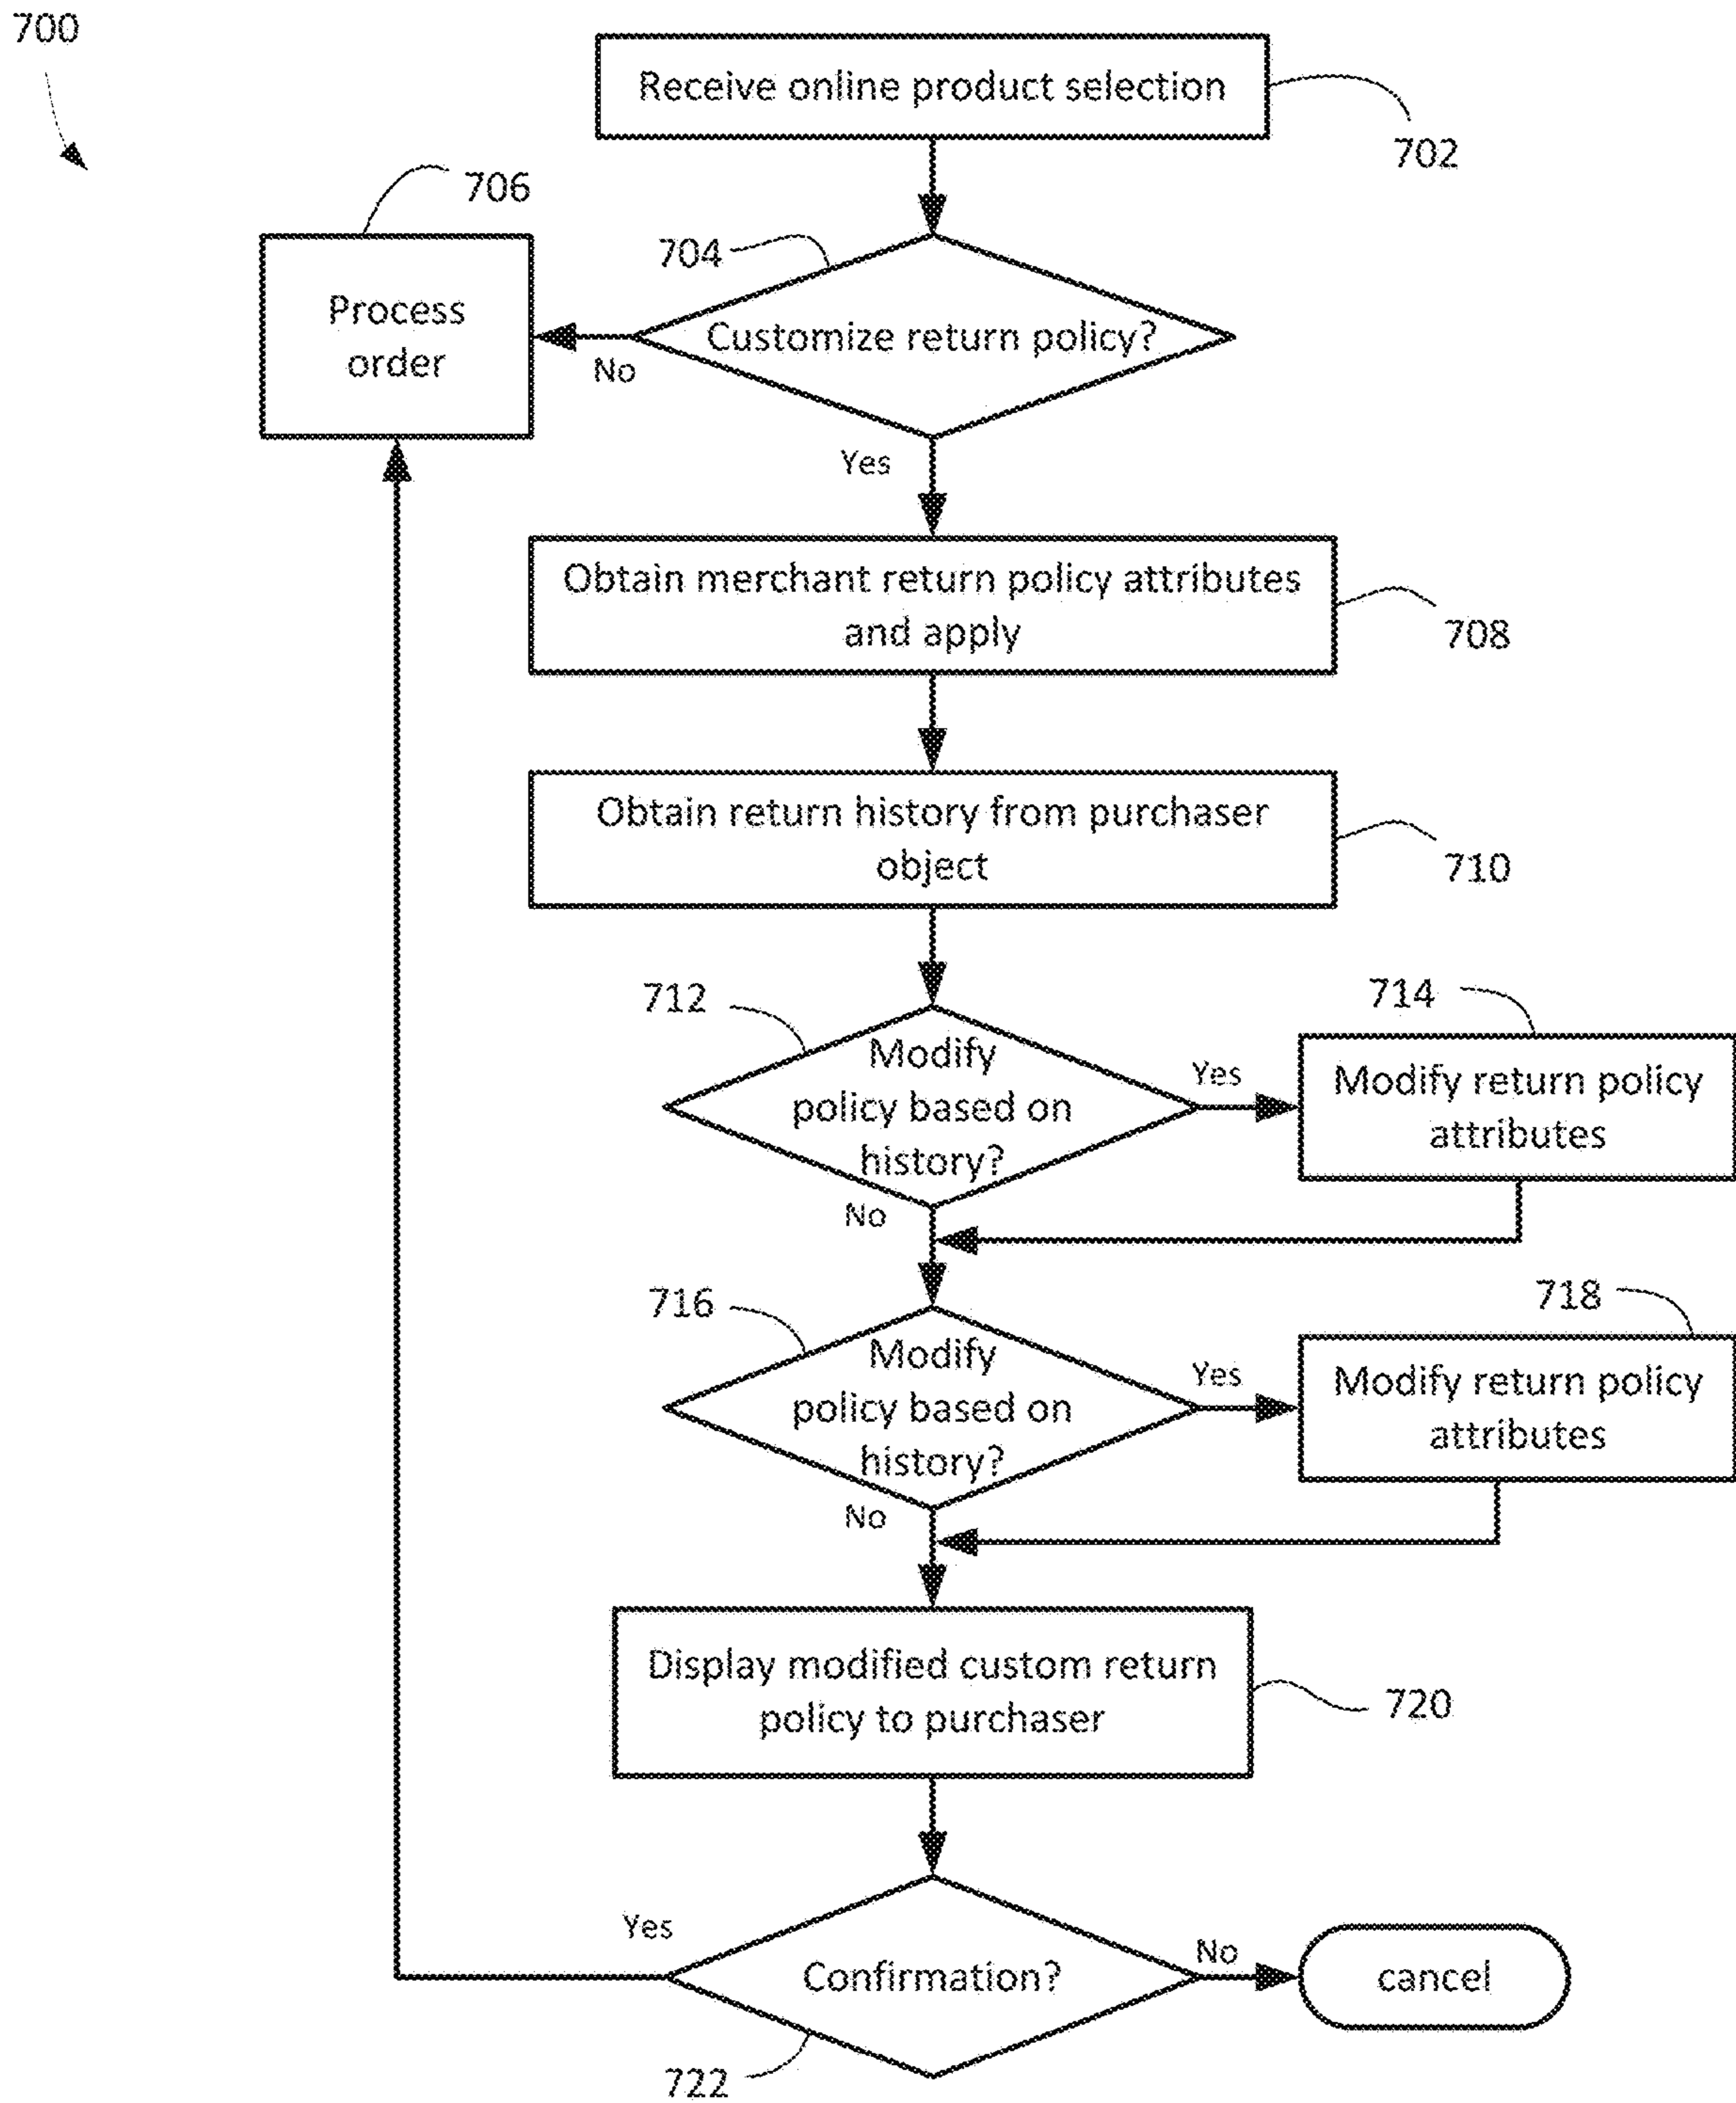 700
Receive online product selection
702
706
704
Process
order
Customize return policy?
No
Yes
Obtain merchant return policy attributes
and apply
708
Obtain return history from purchaser
object
710
712
714
Modify
policy based on
history?
Yes
Modify return policy
attributes
No
716
718
Modify
policy based on
history?
Yes
Modify return policy
attributes
No
Display modified custom return
policy to purchaser
720
Yes
Confirmation?
No
cancel
722